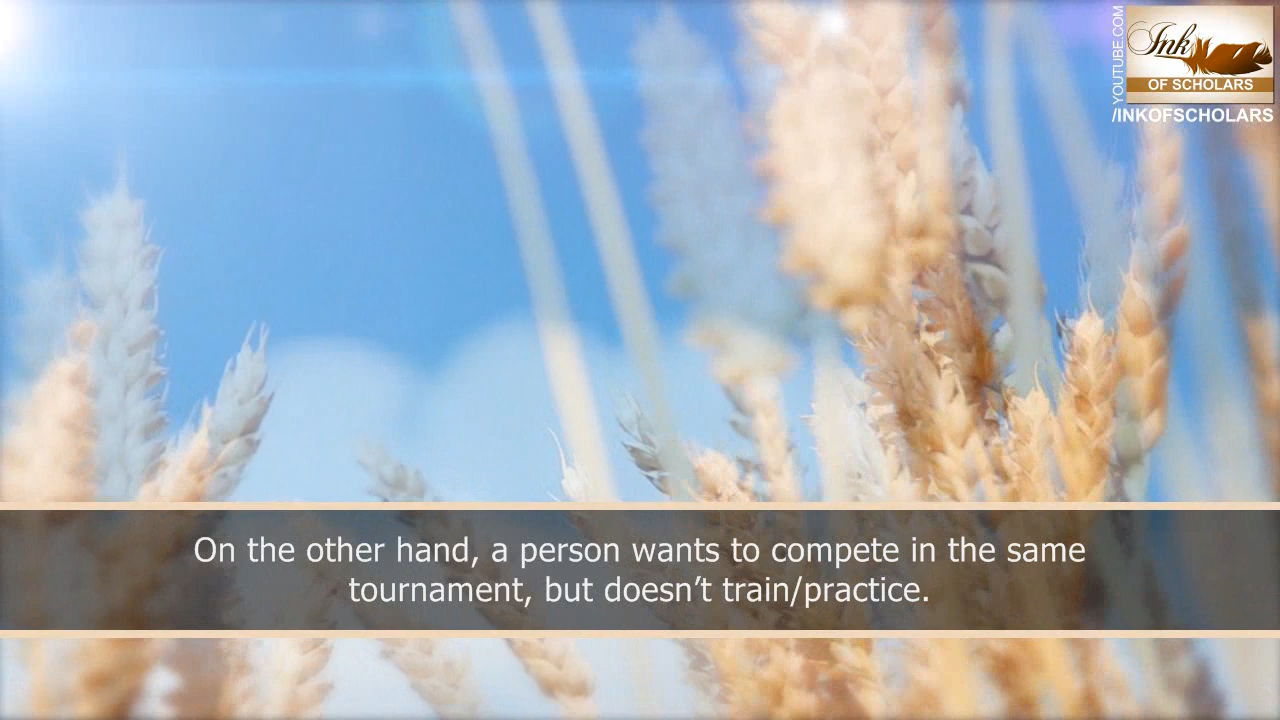 YOUTUBE.COM
Ink
OF SCHOLARS
/INKOFSCHOLARS
On the other hand, a person wants to compete in the same
tournament, but doesn’t train/practice.